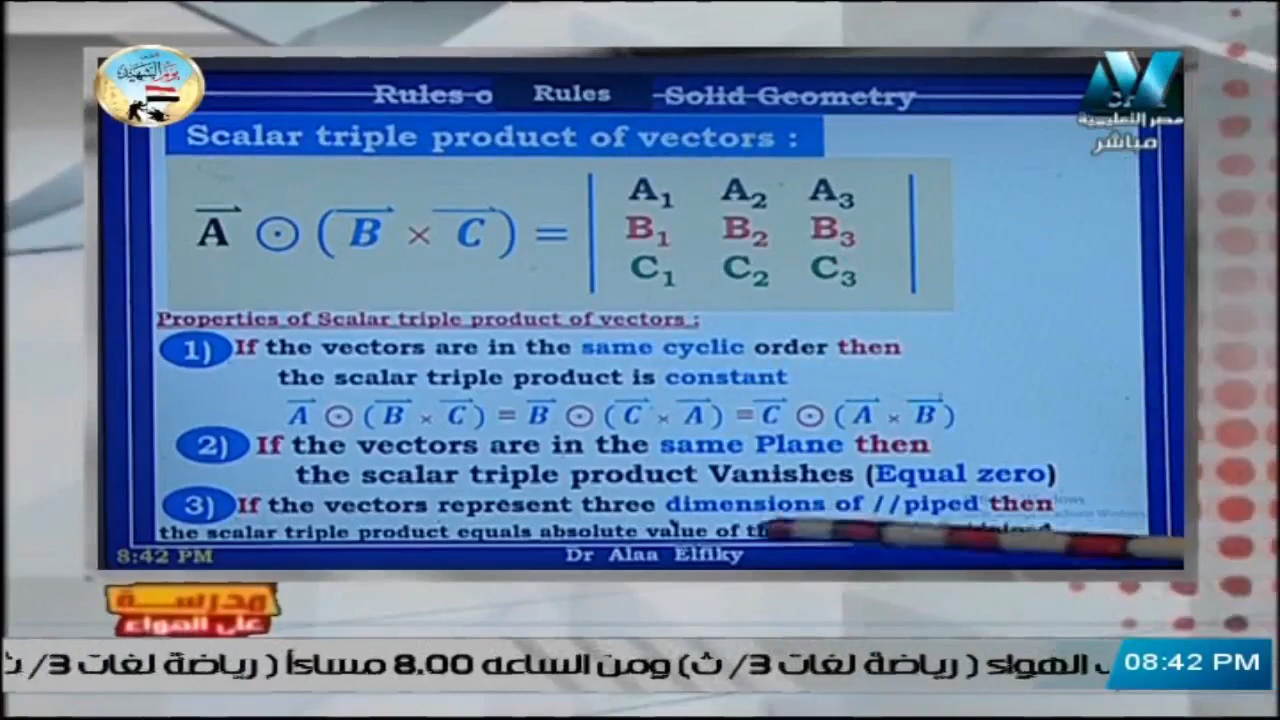 يوم الشهيد
Rules o Rules Solid Geometry
مصر التعليمية
مباشر
Scalar triple product of vectors :
A ⊙ ( B × C ) = | A₁ A₂ A₃
B₁ B₂ B₃
C₁ C₂ C₃ |
Properties of Scalar triple product of vectors :
1) If the vectors are in the same cyclic order then
the scalar triple product is constant
A ⊙ ( B × C ) = B ⊙ ( C × A ) = C ⊙ ( A × B )
2) If the vectors are in the same Plane then
the scalar triple product Vanishes (Equal zero)
3) If the vectors represent three dimensions of //piped then
the scalar triple product equals absolute value of
8:42 PM
Dr Alaa Elfiky
مدرسة
على الهواء
الهواء ( رياضة لغات 3/ ث) ومن الساعه 8.00 مساءاً ( رياضة لغات 3/ ث
08:42 PM